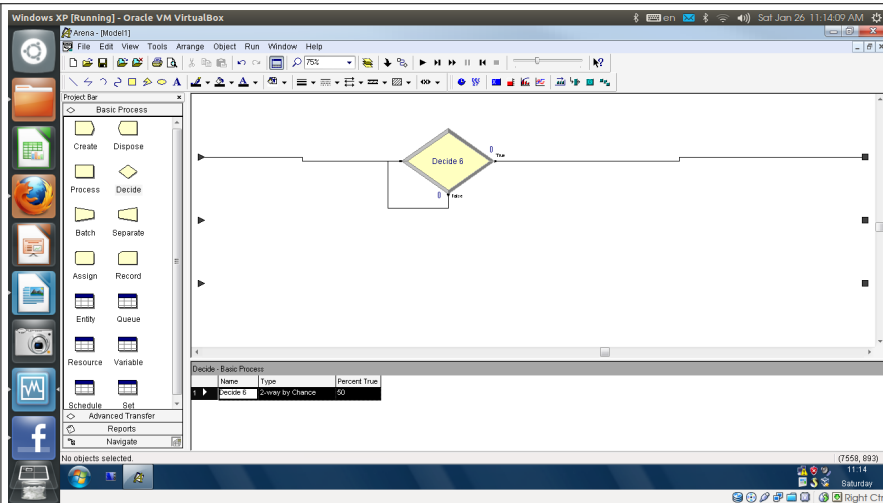 Windows XP [Running] - Oracle VM VirtualBox
en
Sat Jan 26 11:14:09 AM
Arena - [Model1]
File Edit View Tools Arrange Object Run Window Help
75%
A
A
Project Bar
Basic Process
Create Dispose
Process Decide
Batch Separate
Assign Record
Entity Queue
Resource Variable
Schedule Set
Advanced Transfer
Reports
Navigate
Decide 6
0
True
0
False
Decide - Basic Process
Name Type Percent True
1 Decide 6 2-way by Chance 50
No objects selected.
(7558, 893)
11:14
Saturday
Right Ctrl